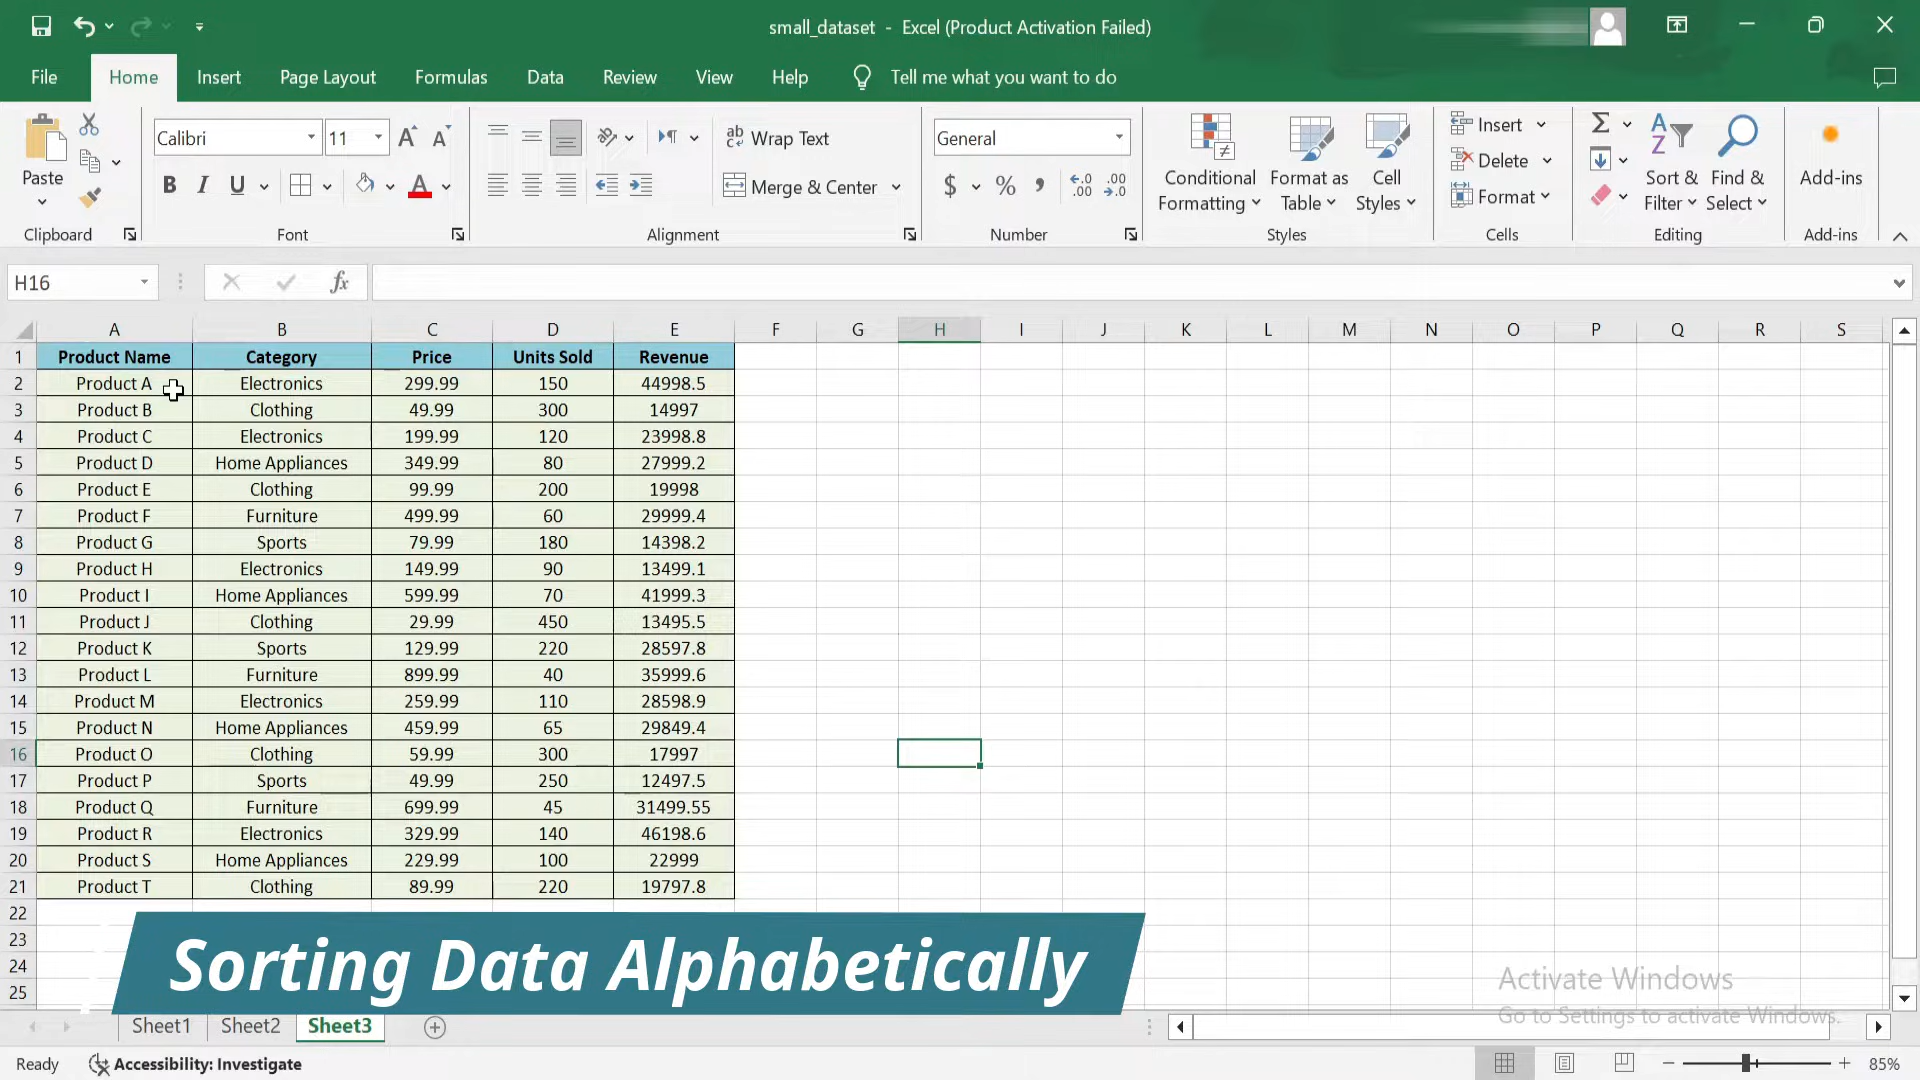 small_dataset - Excel (Product Activation Failed)
File Home Insert Page Layout Formulas Data Review View Help Tell me what you want to do
Paste
Clipboard
Calibri 11
B I U A
Font
Wrap Text
Merge & Center
Alignment
General
$ % ,
Number
Conditional Formatting
Format as Table
Cell Styles
Styles
Insert
Delete
Format
Cells
Sort & Filter
Find & Select
Editing
Add-ins
Add-ins
H16 fx
A B C D E F G H I J K L M N O P Q R S
1 Product Name Category Price Units Sold Revenue
2 Product A Electronics 299.99 150 44998.5
3 Product B Clothing 49.99 300 14997
4 Product C Electronics 199.99 120 23998.8
5 Product D Home Appliances 349.99 80 27999.2
6 Product E Clothing 99.99 200 19998
7 Product F Furniture 499.99 60 29999.4
8 Product G Sports 79.99 180 14398.2
9 Product H Electronics 149.99 90 13499.1
10 Product I Home Appliances 599.99 70 41999.3
11 Product J Clothing 29.99 450 13495.5
12 Product K Sports 129.99 220 28597.8
13 Product L Furniture 899.99 40 35999.6
14 Product M Electronics 259.99 110 28598.9
15 Product N Home Appliances 459.99 65 29849.4
16 Product O Clothing 59.99 300 17997
17 Product P Sports 49.99 250 12497.5
18 Product Q Furniture 699.99 45 31499.55
19 Product R Electronics 329.99 140 46198.6
20 Product S Home Appliances 229.99 100 22999
21 Product T Clothing 89.99 220 19797.8
22
23
24
25
Sorting Data Alphabetically
Activate Windows
Go to Settings to activate Windows.
Sheet1 Sheet2 Sheet3
Ready Accessibility: Investigate 85%